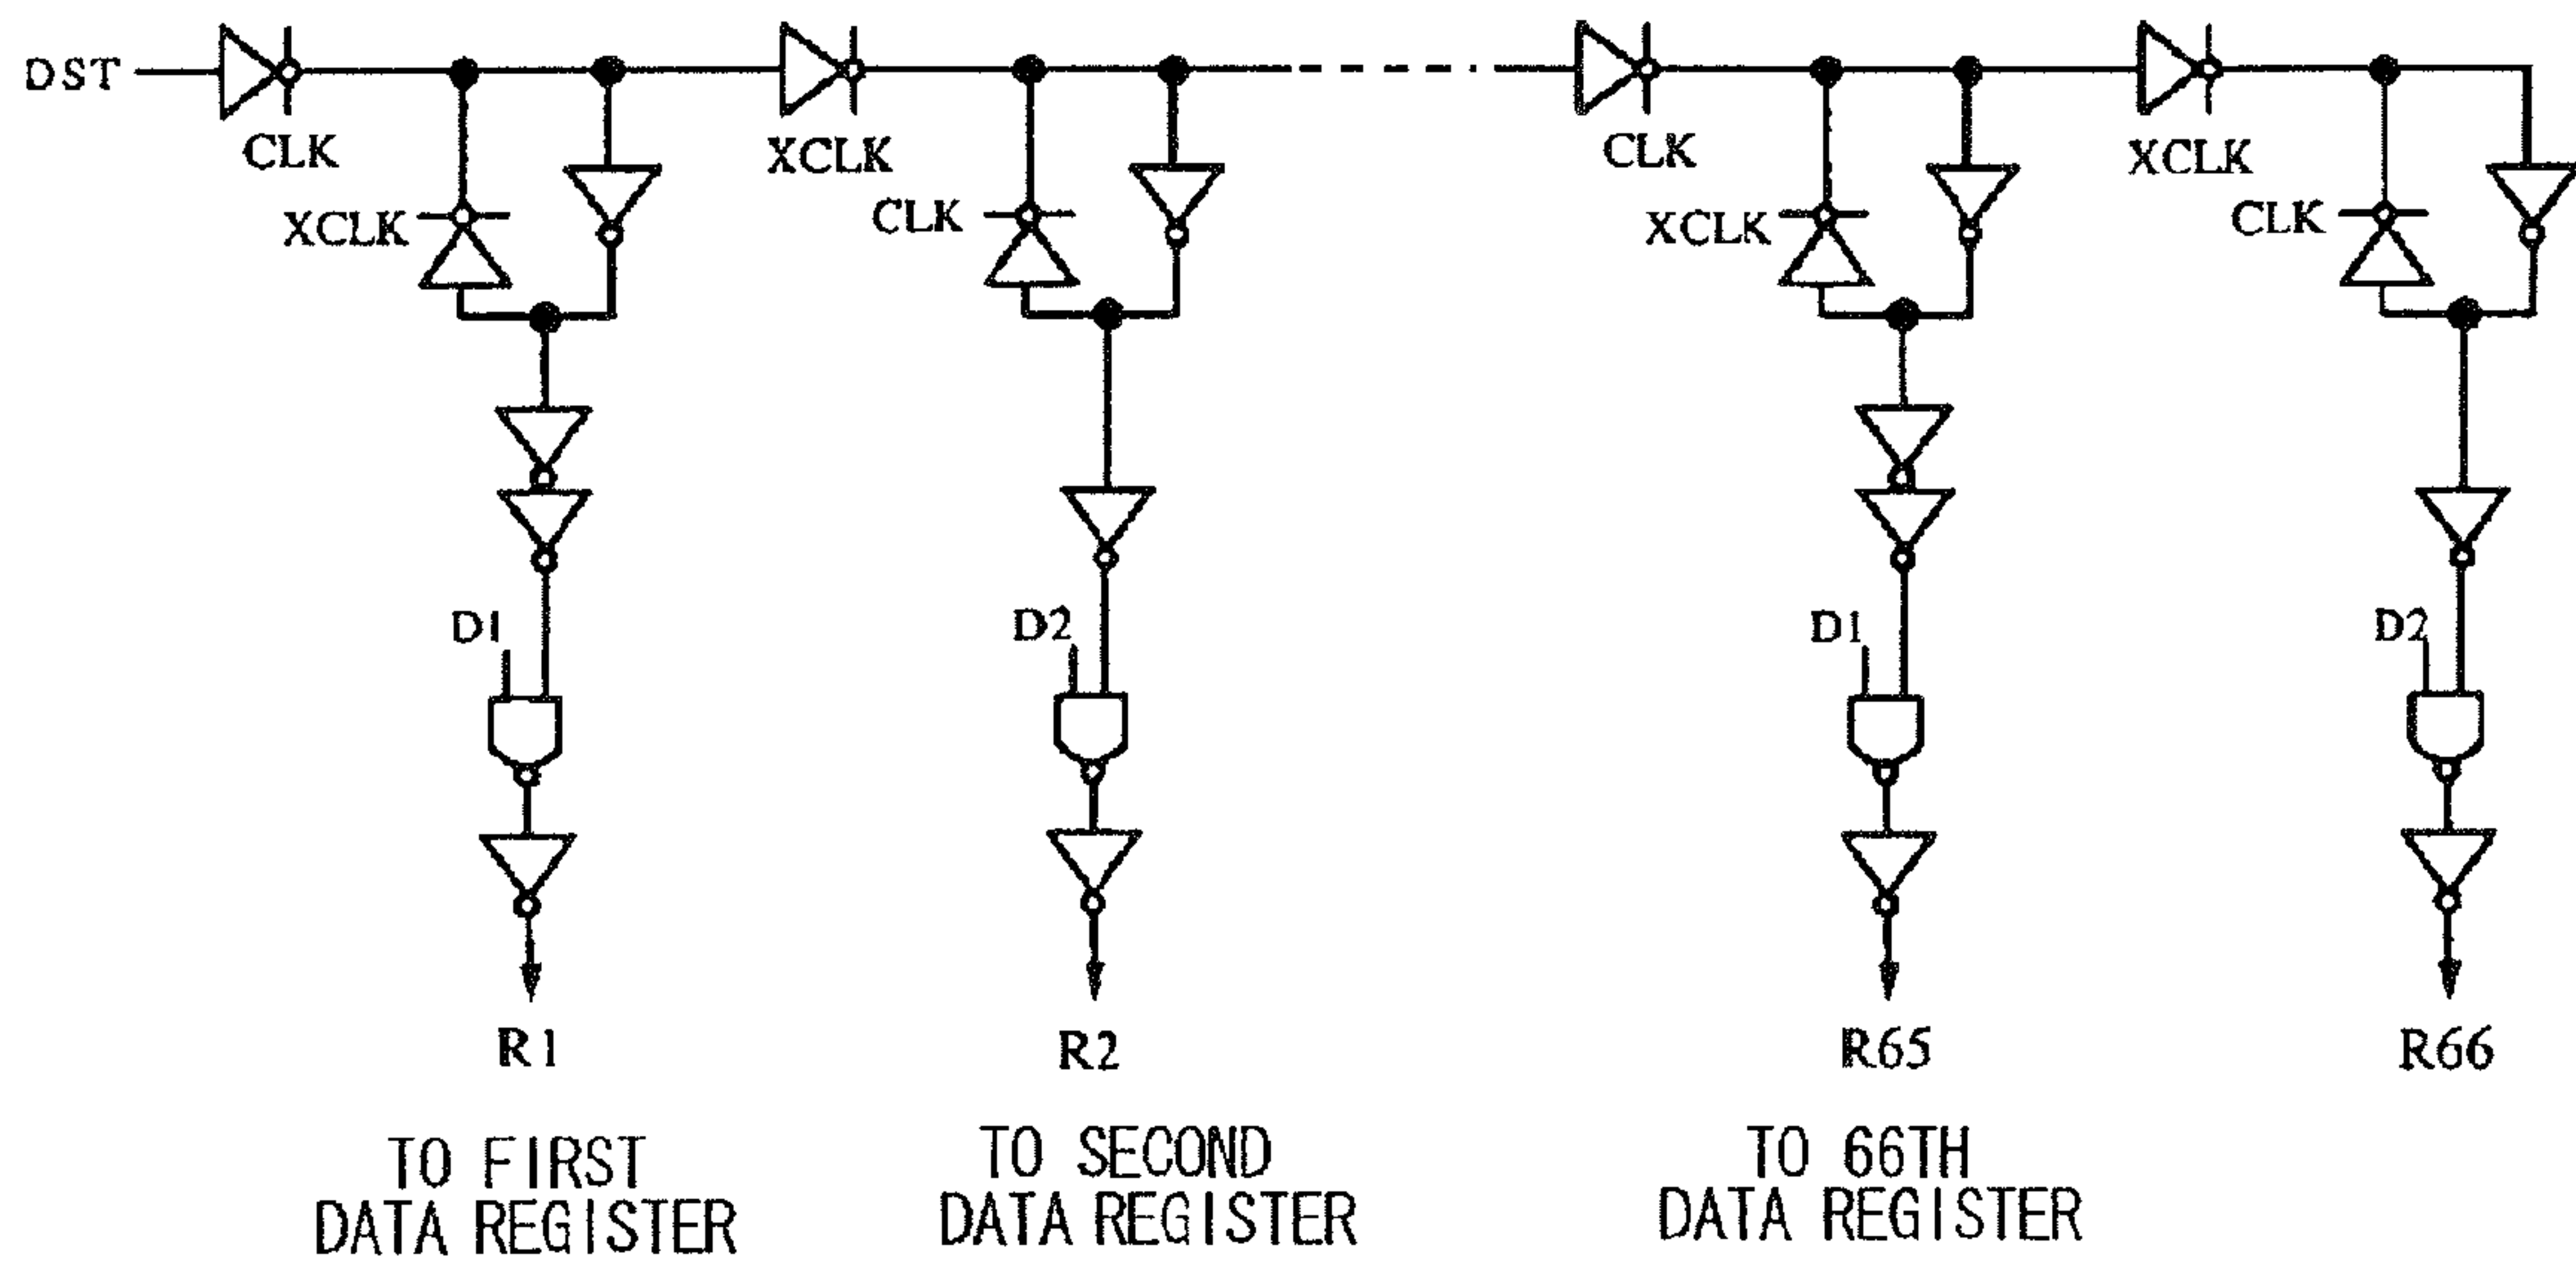 DST
CLK
XCLK
CLK
XCLK
XCLK
CLK
XCLK
CLK
D1
D2
D1
D2
R1
R2
R65
R66
TO FIRST
DATA REGISTER
TO SECOND
DATA REGISTER
TO 66TH
DATA REGISTER